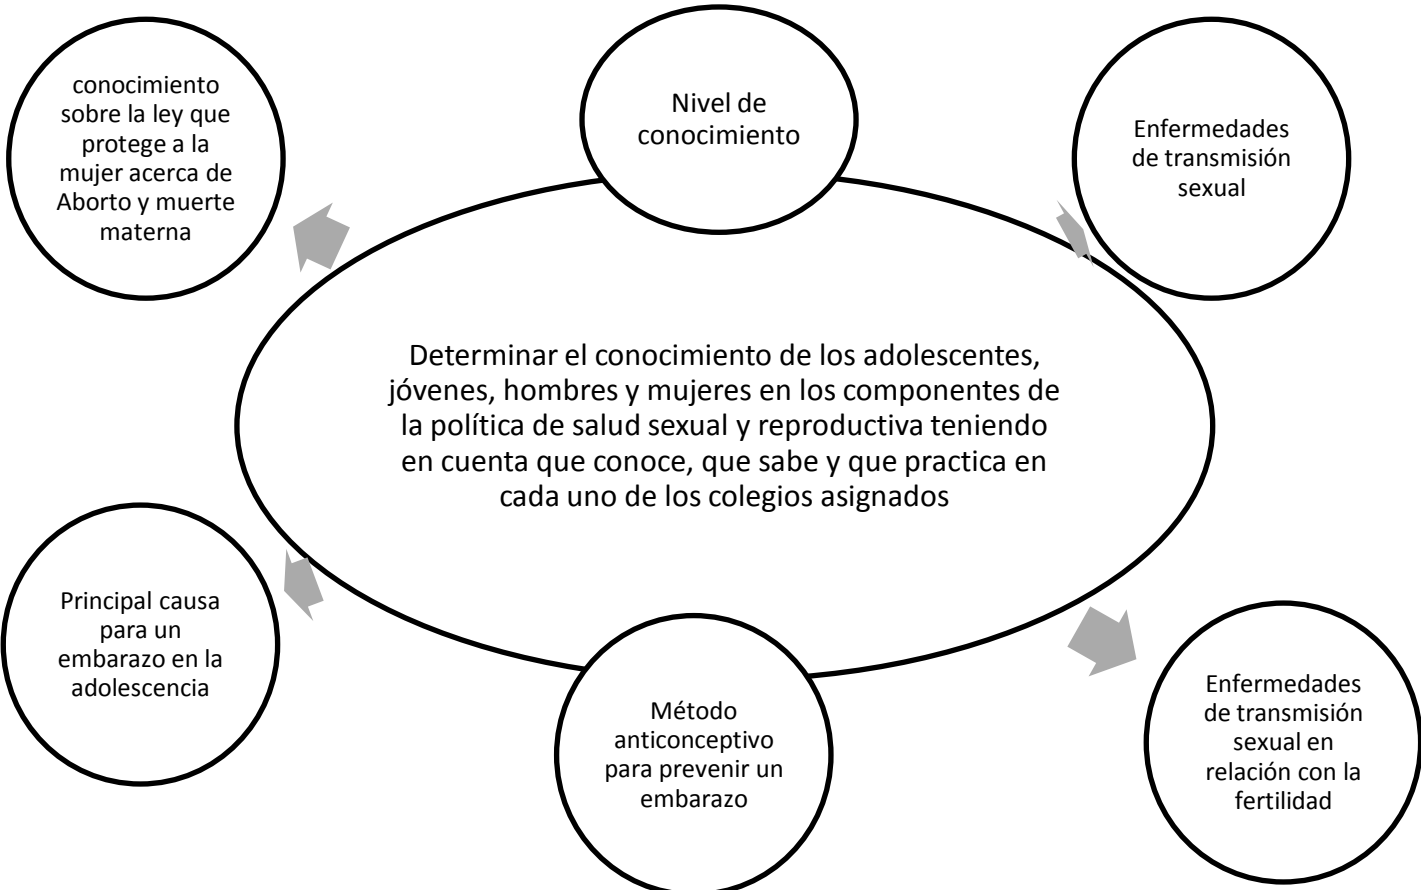 Nivel de
conocimiento
conocimiento
sobre la ley que
protege a la
mujer acerca de
Aborto y muerte
materna
Enfermedades
de transmisión
sexual
Determinar el conocimiento de los adolescentes,
jóvenes, hombres y mujeres en los componentes de
la política de salud sexual y reproductiva teniendo
en cuenta que conoce, que sabe y que practica en
cada uno de los colegios asignados
Principal causa
para un
embarazo en la
adolescencia
Método
anticonceptivo
para prevenir un
embarazo
Enfermedades
de transmisión
sexual en
relación con la
fertilidad